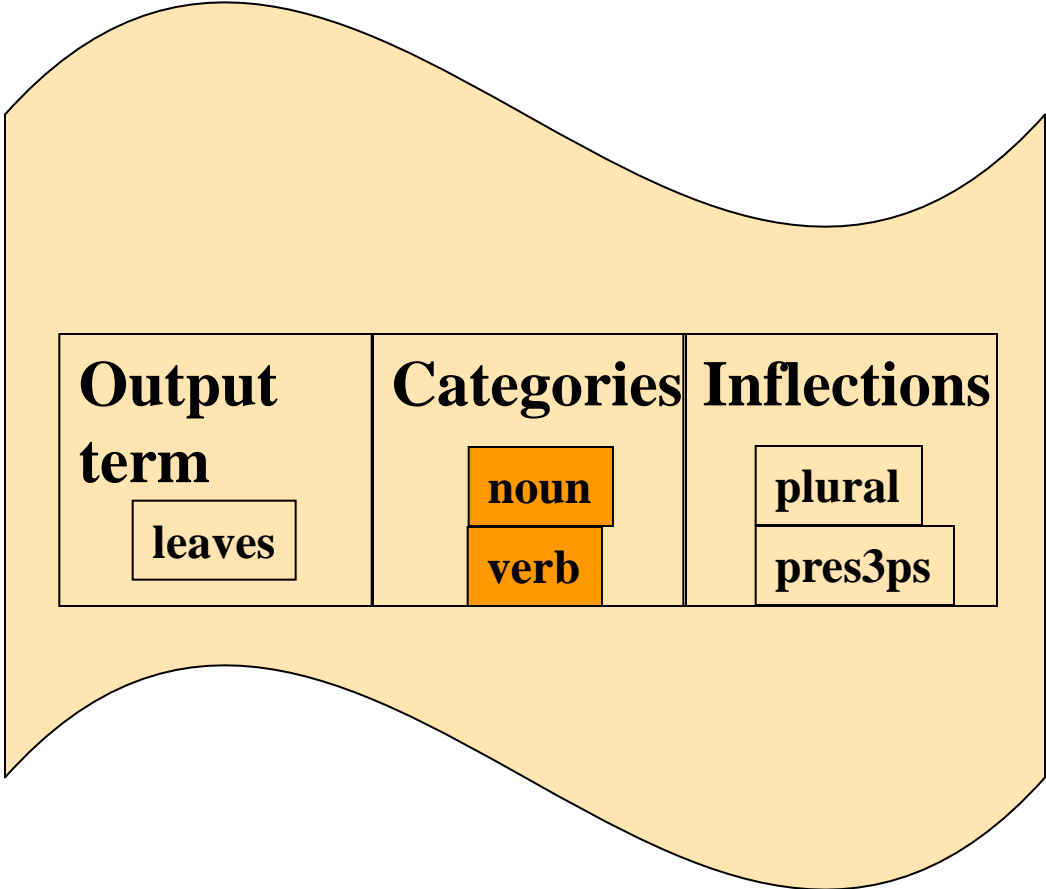 Output
term
leaves
Categories
noun
verb
Inflections
plural
pres3ps